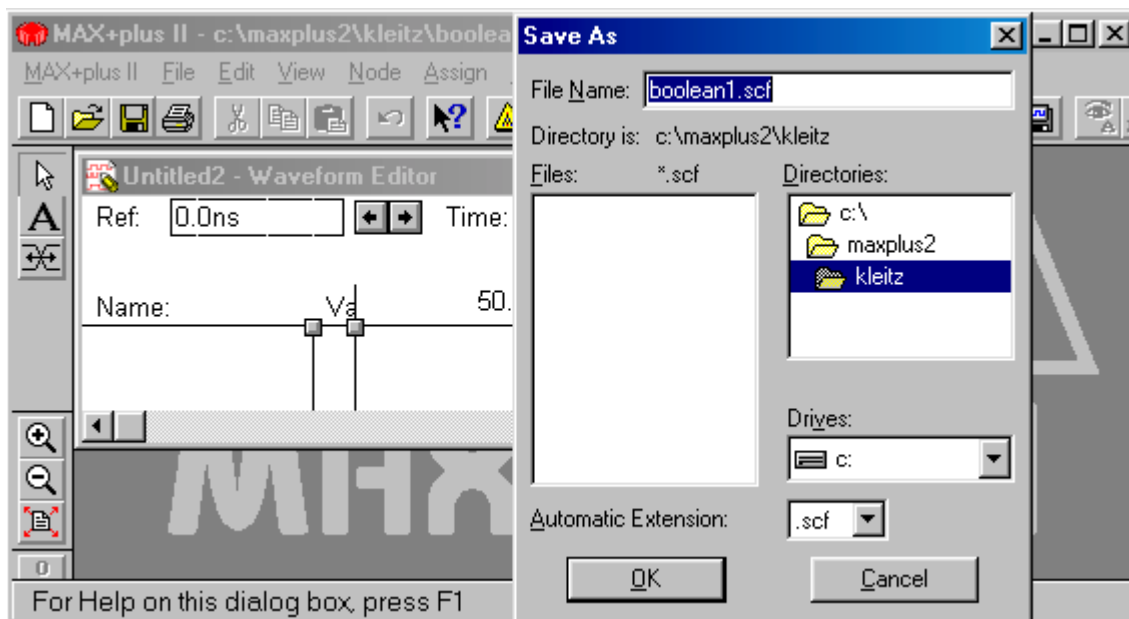 MAX+plus II - c:\maxplus2\kleitz\boolea
MAX+plus II File Edit View Node Assign
Untitled2 - Waveform Editor
Ref: 0.0ns Time:
Name: Va 50.
0
For Help on this dialog box, press F1
Save As
File Name: boolean1.scf
Directory is: c:\maxplus2\kleitz
Files: *.scf
Directories:
c:\
maxplus2
kleitz
Drives:
c:
Automatic Extension: .scf
OK Cancel